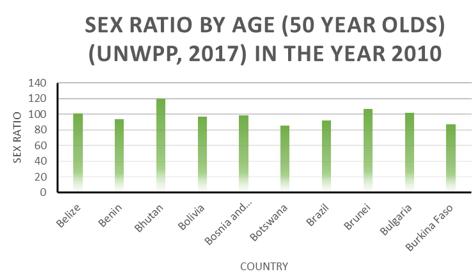 SEX RATIO BY AGE (50 YEAR OLDS)
(UNWPP, 2017) IN THE YEAR 2010
140
120
100
80
60
40
20
0
SEX RATIO
Belize
Benin
Bhutan
Bolivia
Bosnia and...
Botswana
Brazil
Brunei
Bulgaria
Burkina Faso
COUNTRY